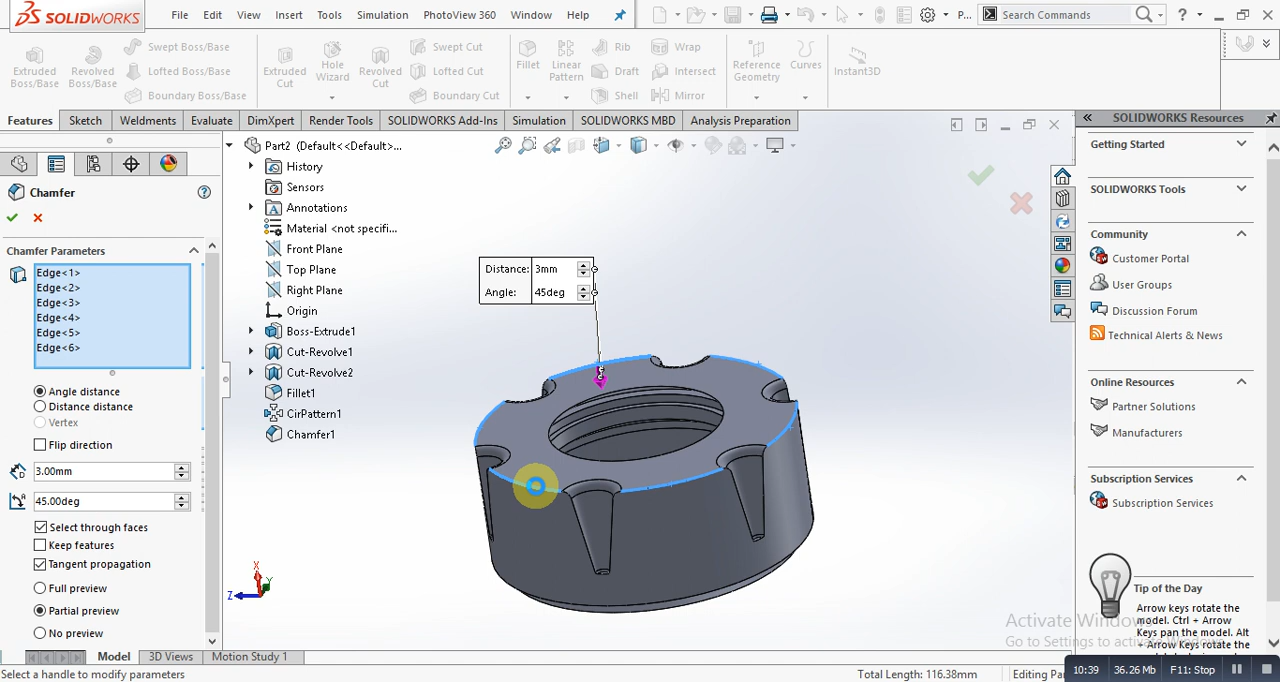 SOLIDWORKS
File Edit View Insert Tools Simulation PhotoView 360 Window Help
P...
Search Commands
Extruded Boss/Base
Revolved Boss/Base
Swept Boss/Base
Lofted Boss/Base
Boundary Boss/Base
Extruded Cut
Hole Wizard
Revolved Cut
Swept Cut
Lofted Cut
Boundary Cut
Fillet
Linear Pattern
Rib
Draft
Shell
Wrap
Intersect
Mirror
Reference Geometry
Curves
Instant3D
Features Sketch Weldments Evaluate DimXpert Render Tools SOLIDWORKS Add-Ins Simulation SOLIDWORKS MBD Analysis Preparation
Chamfer
Chamfer Parameters
Edge<1>
Edge<2>
Edge<3>
Edge<4>
Edge<5>
Edge<6>
Angle distance
Distance distance
Vertex
Flip direction
3.00mm
45.00deg
Select through faces
Keep features
Tangent propagation
Full preview
Partial preview
No preview
Part2 (Default<<Default>...
History
Sensors
Annotations
Material <not specifi...
Front Plane
Top Plane
Right Plane
Origin
Boss-Extrude1
Cut-Revolve1
Cut-Revolve2
Fillet1
CirPattern1
Chamfer1
Distance: 3mm
Angle: 45deg
X
Y
Z
SOLIDWORKS Resources
Getting Started
SOLIDWORKS Tools
Community
Customer Portal
User Groups
Discussion Forum
Technical Alerts & News
Online Resources
Partner Solutions
Manufacturers
Subscription Services
Subscription Services
Tip of the Day
Arrow keys rotate the
model. Ctrl + Arrow
Keys pan the model. Alt
+ Arrow Keys rotate the
Activate Windows
Go to Settings to activate Windows.
Model 3D Views Motion Study 1
Select a handle to modify parameters
Total Length: 116.38mm
Editing Pa
10:39 36.26 Mb F11: Stop